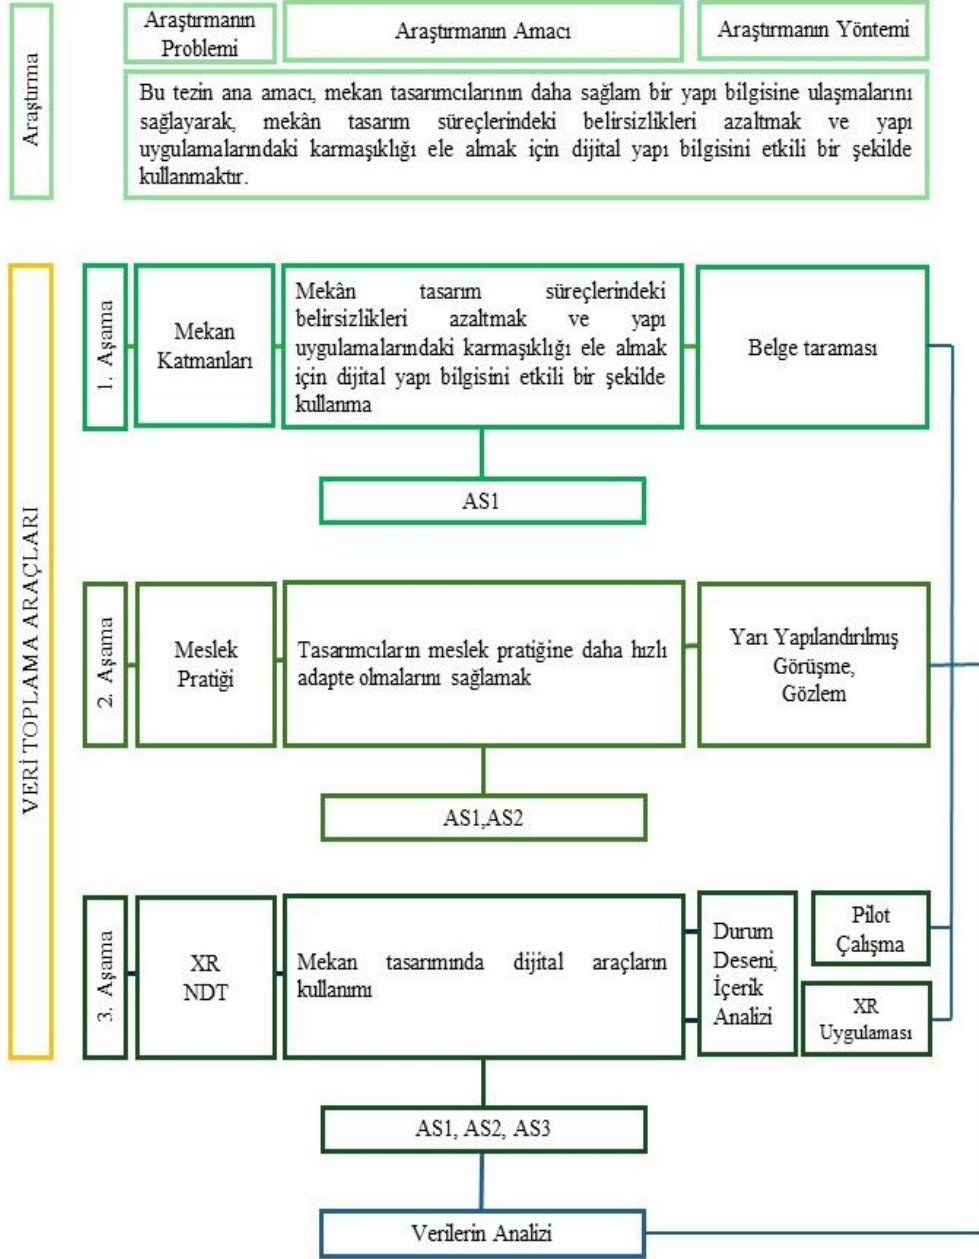 Araştırma
Araştırmanın
Problemi
Araştırmanın Amacı
Araştırmanın Yöntemi
Bu tezin ana amacı, mekan tasarımcılarının daha sağlam bir yapı bilgisine ulaşmalarını
sağlayarak, mekân tasarım süreçlerindeki belirsizlikleri azaltmak ve yapı
uygulamalarındaki karmaşıklığı ele almak için dijital yapı bilgisini etkili bir şekilde
kullanmaktır.
VERİ TOPLAMA ARAÇLARI
1. Aşama
Mekan
Katmanları
Mekân tasarım süreçlerindeki
belirsizlikleri azaltmak ve yapı
uygulamalarındaki karmaşıklığı ele almak
için dijital yapı bilgisini etkili bir şekilde
kullanma
Belge taraması
AS1
2. Aşama
Meslek
Pratiği
Tasarımcıların meslek pratiğine daha hızlı
adapte olmalarını sağlamak
Yarı Yapılandırılmış
Görüşme,
Gözlem
AS1,AS2
3. Aşama
XR
NDT
Mekan tasarımında dijital araçların
kullanımı
Durum
Deseni,
İçerik
Analizi
Pilot
Çalışma
XR
Uygulaması
AS1, AS2, AS3
Verilerin Analizi